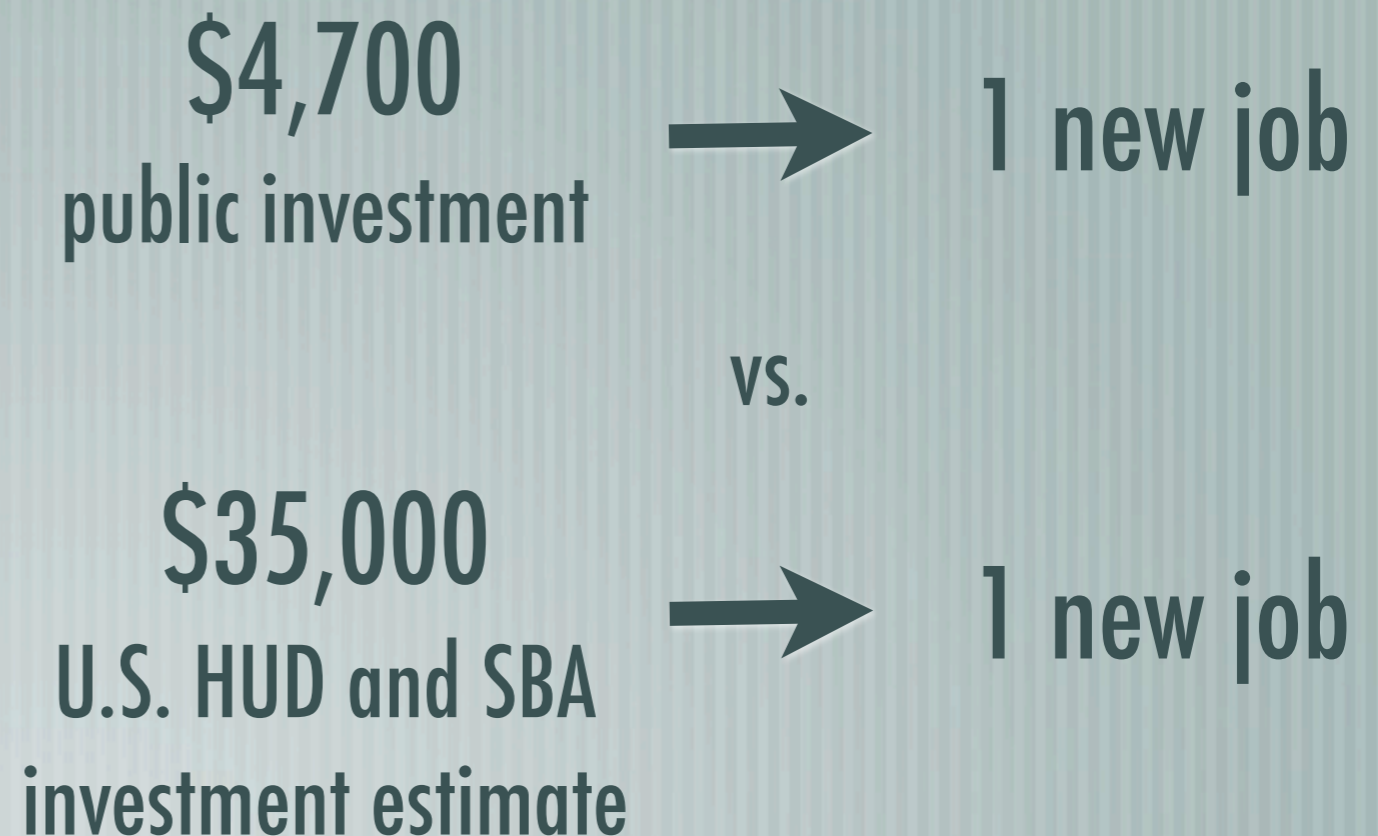 $4,700
public investment
1 new job
vs.
$35,000
U.S. HUD and SBA
investment estimate
1 new job